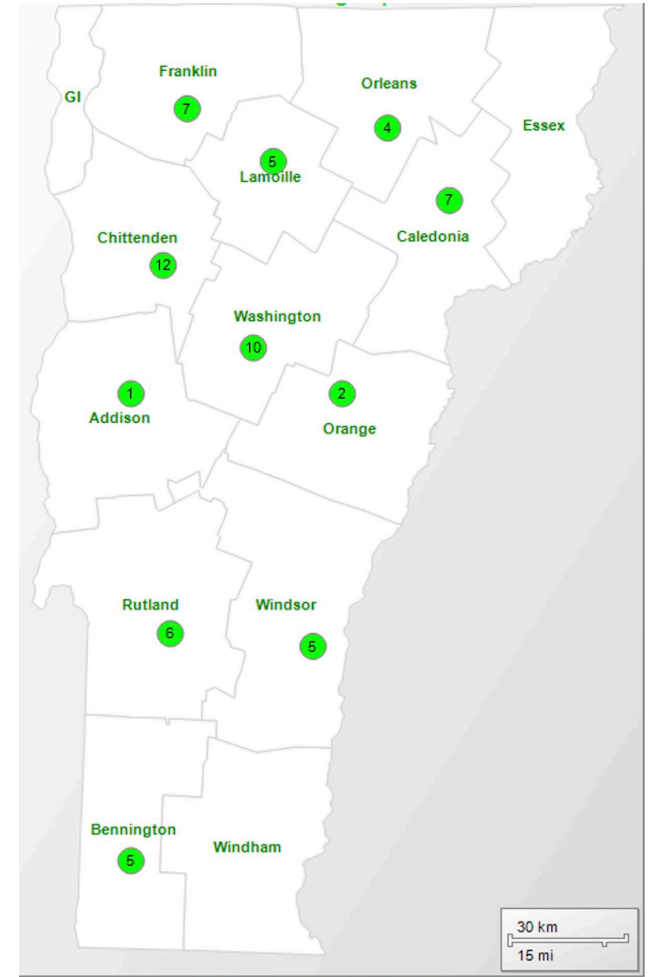 Franklin
7
GI
Orleans
4
Essex
5
Lamoille
7
Caledonia
Chittenden
12
Washington
10
1
Addison
2
Orange
Rutland
6
Windsor
5
Bennington
5
Windham
30 km
15 mi